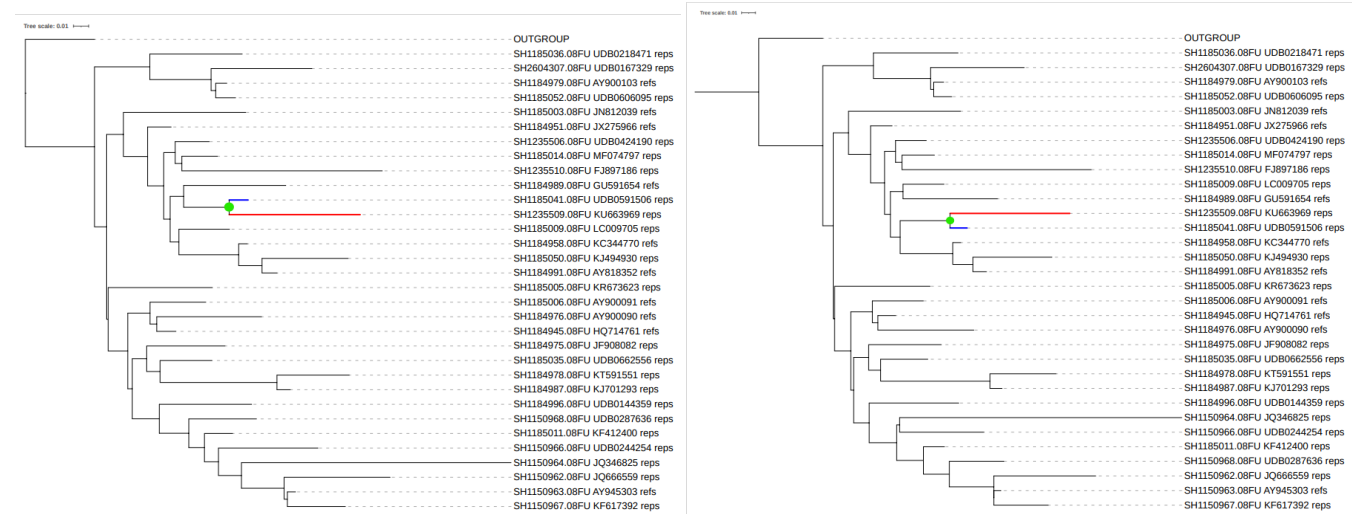 Tree scale: 0.01
OUTGROUP
SH1185036.08FU UDB0218471 reps
SH2604307.08FU UDB0167329 reps
SH1184979.08FU AY900103 refs
SH1185052.08FU UDB0606095 reps
SH1185003.08FU JN812039 refs
SH1184951.08FU JX275966 refs
SH1235506.08FU UDB0424190 reps
SH1185014.08FU MF074797 reps
SH1235510.08FU FJ897186 reps
SH1184989.08FU GU591654 refs
SH1185041.08FU UDB0591506 reps
SH1235509.08FU KU663969 reps
SH1185009.08FU LC009705 reps
SH1184958.08FU KC344770 refs
SH1185050.08FU KJ494930 reps
SH1184991.08FU AY818352 refs
SH1185005.08FU KR673623 reps
SH1185006.08FU AY900091 refs
SH1184976.08FU AY900090 refs
SH1184945.08FU HQ714761 refs
SH1184975.08FU JF908082 reps
SH1185035.08FU UDB0662556 reps
SH1184978.08FU KT591551 reps
SH1184987.08FU KJ701293 reps
SH1184996.08FU UDB0144359 reps
SH1150968.08FU UDB0287636 reps
SH1185011.08FU KF412400 reps
SH1150966.08FU UDB0244254 reps
SH1150964.08FU JQ346825 reps
SH1150962.08FU JQ666559 reps
SH1150963.08FU AY945303 refs
SH1150967.08FU KF617392 reps
Tree scale: 0.01
OUTGROUP
SH1185036.08FU UDB0218471 reps
SH2604307.08FU UDB0167329 reps
SH1184979.08FU AY900103 refs
SH1185052.08FU UDB0606095 reps
SH1185003.08FU JN812039 refs
SH1184951.08FU JX275966 refs
SH1235506.08FU UDB0424190 reps
SH1185014.08FU MF074797 reps
SH1235510.08FU FJ897186 reps
SH1185009.08FU LC009705 reps
SH1184989.08FU GU591654 refs
SH1235509.08FU KU663969 reps
SH1185041.08FU UDB0591506 reps
SH1184958.08FU KC344770 refs
SH1185050.08FU KJ494930 reps
SH1184991.08FU AY818352 refs
SH1185005.08FU KR673623 reps
SH1185006.08FU AY900091 refs
SH1184945.08FU HQ714761 refs
SH1184976.08FU AY900090 refs
SH1184975.08FU JF908082 reps
SH1185035.08FU UDB0662556 reps
SH1184978.08FU KT591551 reps
SH1184987.08FU KJ701293 reps
SH1184996.08FU UDB0144359 reps
SH1150964.08FU JQ346825 reps
SH1150966.08FU UDB0244254 reps
SH1185011.08FU KF412400 reps
SH1150968.08FU UDB0287636 reps
SH1150962.08FU JQ666559 reps
SH1150963.08FU AY945303 refs
SH1150967.08FU KF617392 reps